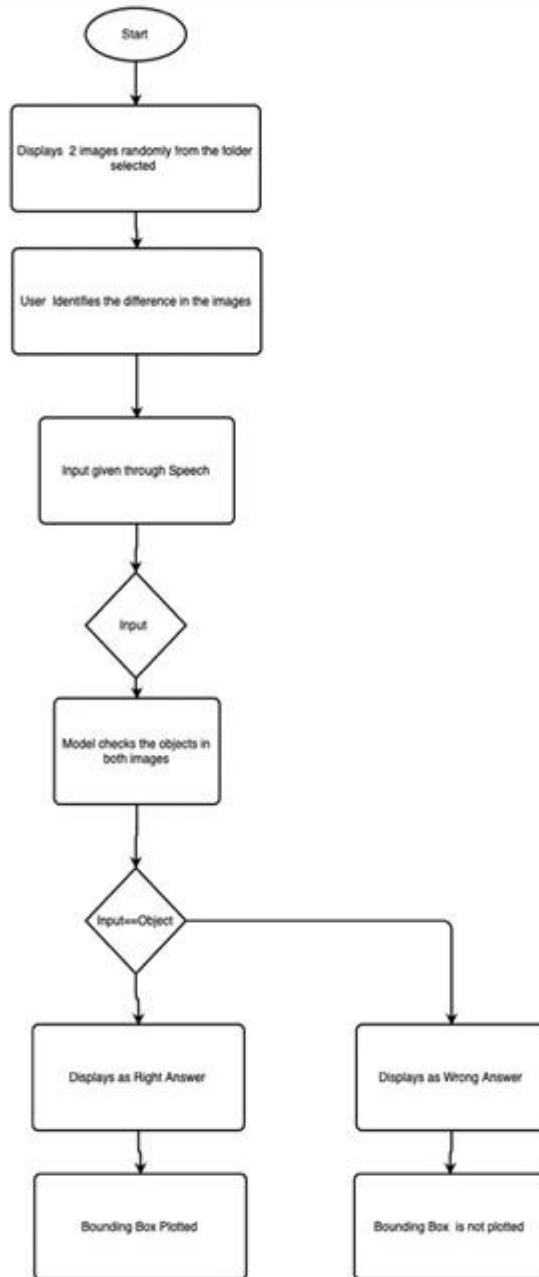 Start
Displays 2 images randomly from the folder
selected
User Identifies the difference in the images
Input given through Speech
Input
Model checks the objects in
both images
Input==Object
Displays as Right Answer
Displays as Wrong Answer
Bounding Box Plotted
Bounding Box is not plotted